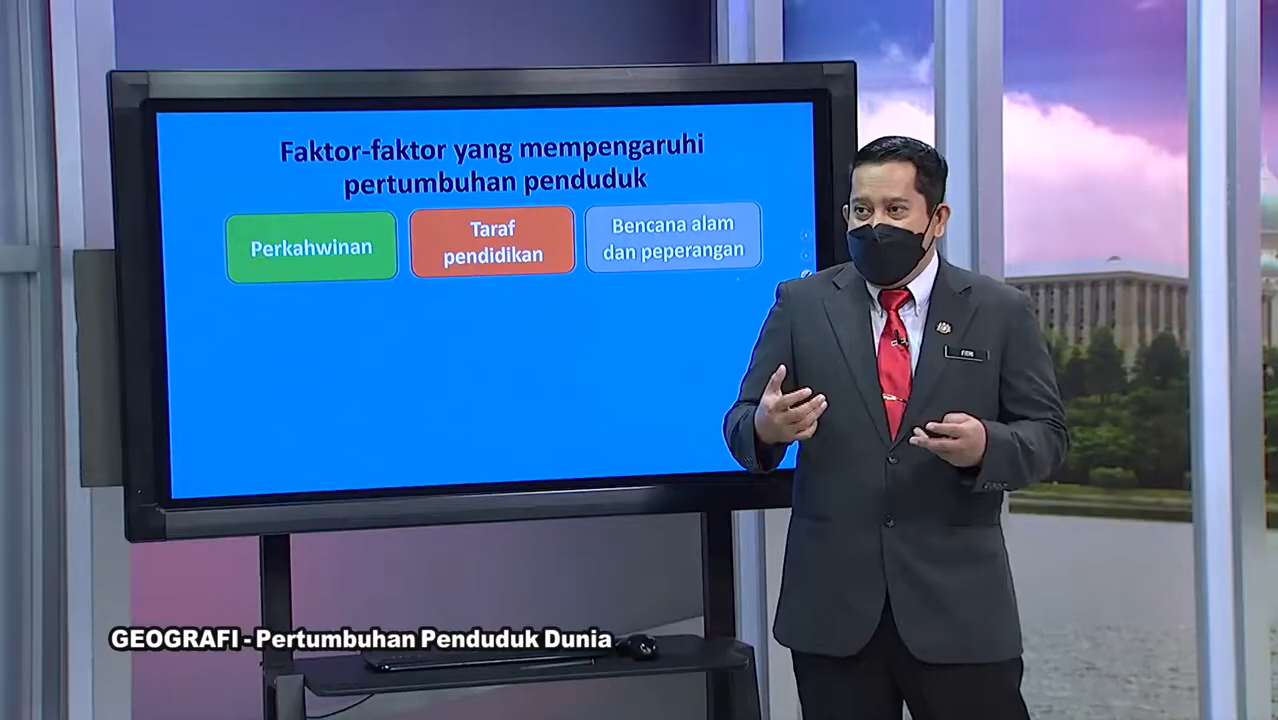 Faktor-faktor yang mempengaruhi
pertumbuhan penduduk
Perkahwinan
Taraf
pendidikan
Bencana alam
dan peperangan
GEOGRAFI - Pertumbuhan Penduduk Dunia